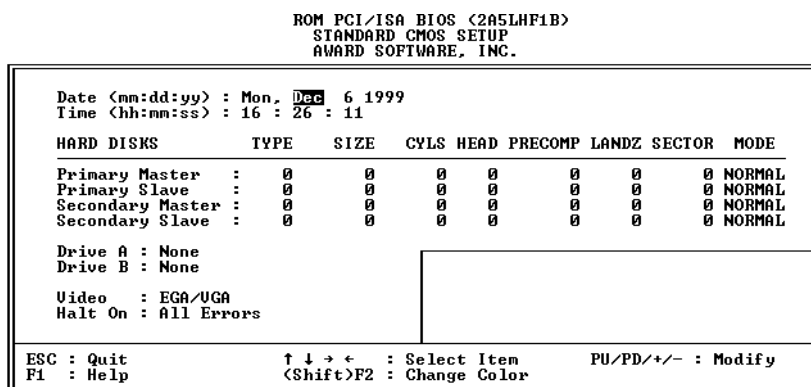 ROM PCI/ISA BIOS (2A5LHF1B)
STANDARD CMOS SETUP
AWARD SOFTWARE, INC.
Date (mm:dd:yy) : Mon, Dec 6 1999
Time (hh:mm:ss) : 16 : 26 : 11
HARD DISKS TYPE SIZE CYLS HEAD PRECOMP LANDZ SECTOR MODE
Primary Master : 0 0 0 0 0 0 0 NORMAL
Primary Slave : 0 0 0 0 0 0 0 NORMAL
Secondary Master : 0 0 0 0 0 0 0 NORMAL
Secondary Slave : 0 0 0 0 0 0 0 NORMAL
Drive A : None
Drive B : None
Video : EGA/VGA
Halt On : All Errors
ESC : Quit ↑ ↓ → ← : Select Item PU/PD/+/- : Modify
F1 : Help (Shift)F2 : Change Color